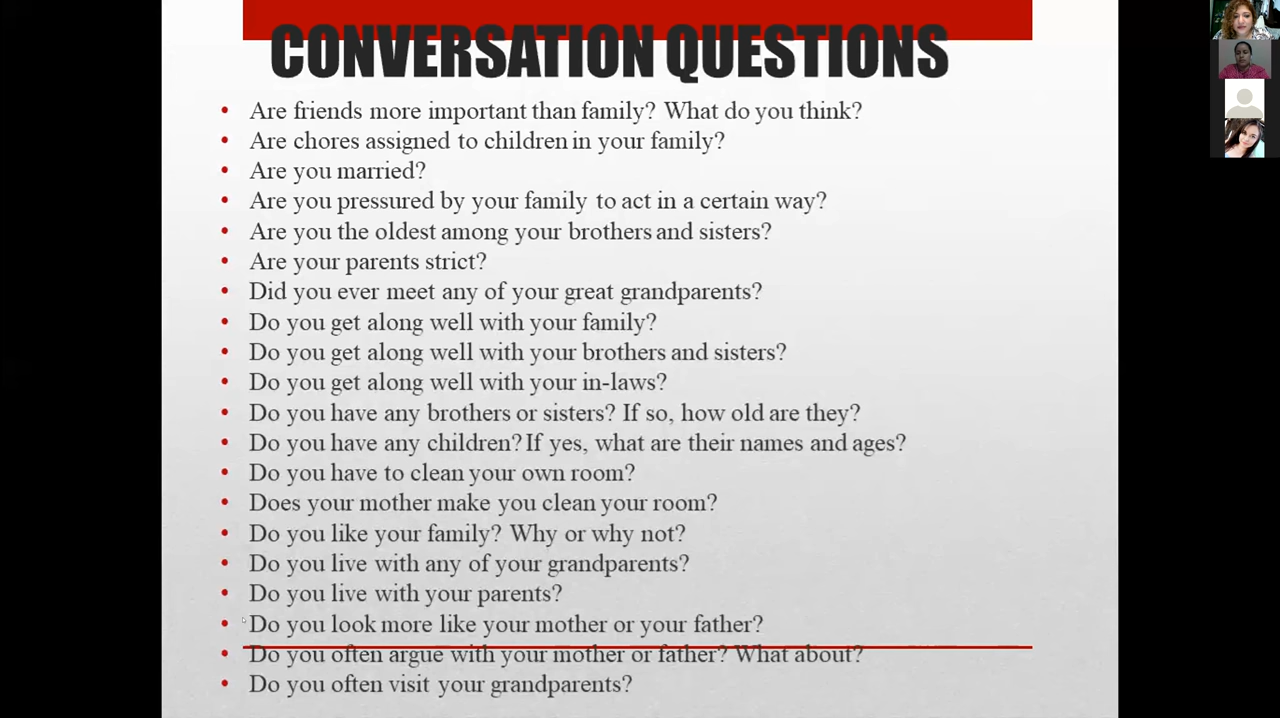 CONVERSATION QUESTIONS
• Are friends more important than family? What do you think?
• Are chores assigned to children in your family?
• Are you married?
• Are you pressured by your family to act in a certain way?
• Are you the oldest among your brothers and sisters?
• Are your parents strict?
• Did you ever meet any of your great grandparents?
• Do you get along well with your family?
• Do you get along well with your brothers and sisters?
• Do you get along well with your in-laws?
• Do you have any brothers or sisters? If so, how old are they?
• Do you have any children? If yes, what are their names and ages?
• Do you have to clean your own room?
• Does your mother make you clean your room?
• Do you like your family? Why or why not?
• Do you live with any of your grandparents?
• Do you live with your parents?
• Do you look more like your mother or your father?
• Do you often argue with your mother or father? What about?
• Do you often visit your grandparents?